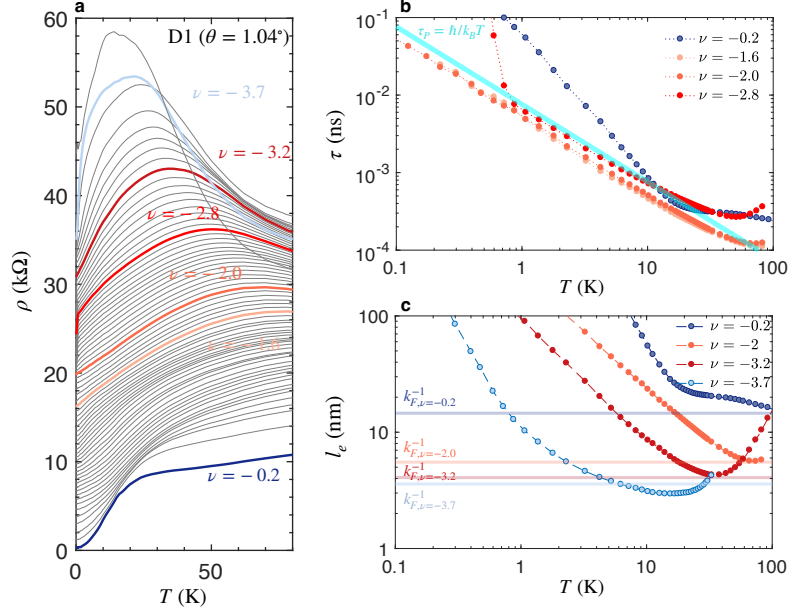 a
D1 (θ = 1.04°)
60
50
40
30
20
10
0
ρ (kΩ)
ν = − 3.7
ν = − 3.2
ν = − 2.8
ν = − 2.0
ν = − 1.6
ν = − 0.2
0
50
T (K)
b
τ_P = ℏ/k_BT
10^-1
10^-2
10^-3
10^-4
τ (ns)
ν = −0.2
ν = −1.6
ν = −2.0
ν = −2.8
0.1
1
10
100
T (K)
c
100
10
1
l_e (nm)
ν = −0.2
ν = −2
ν = −3.2
ν = −3.7
k^-1_F,ν=−0.2
k^-1_F,ν=−2.0
k^-1_F,ν=−3.2
k^-1_F,ν=−3.7
0.1
1
10
100
T (K)